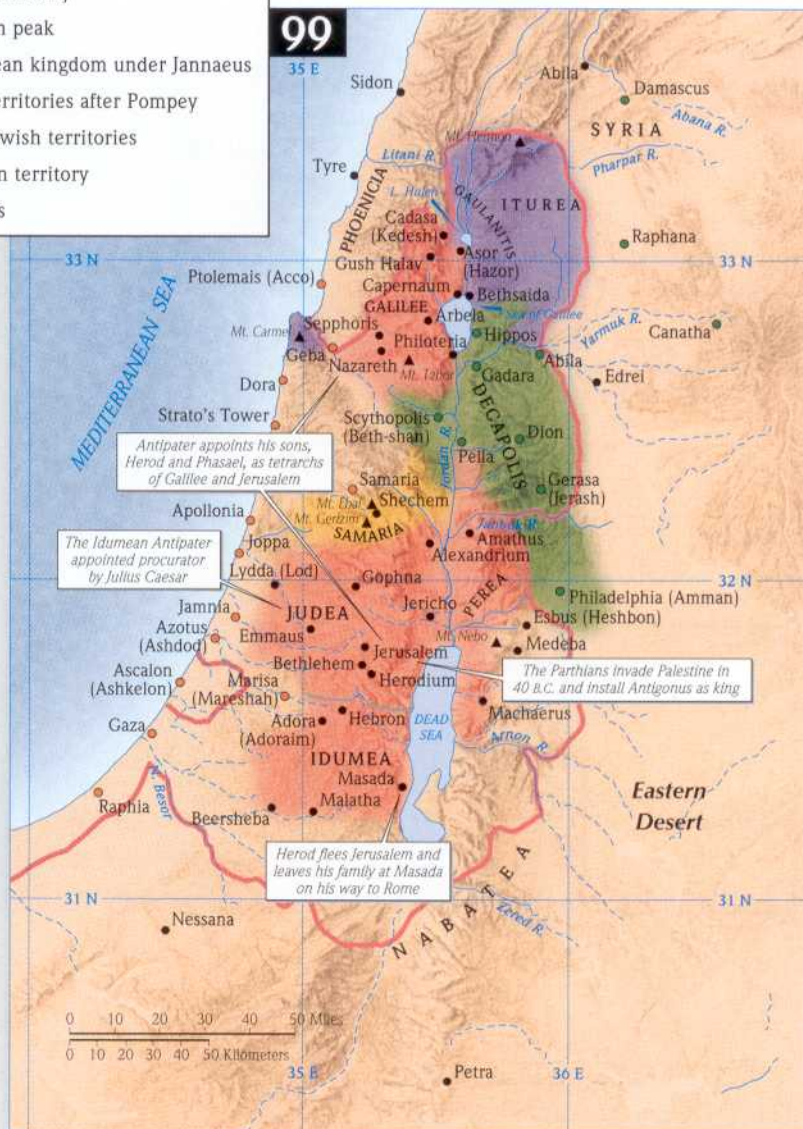 n peak
ean kingdom under Jannaeus
erritories after Pompey
wish territories
n territory
s
99
35 E
Sidon
Abila
Damascus
Abana R.
SYRIA
Mt. Hermon
Litani R.
Pharpar R.
Tyre
PHOENICIA
L. Huleh
GAULANITIS
ITUREA
Cadasa
(Kedesh)
Raphana
33 N
Gush Halav
Asor
(Hazor)
33 N
Ptolemais (Acco)
Capernaum
Bethsaida
GALILEE
Arbela
Sea of Galilee
MEDITERRANEAN SEA
Mt. Carmel
Sepphoris
Philoteria
Hippos
Yarmuk R.
Canatha
Geba
Nazareth
Mt. Tabor
Gadara
Abila
Edrei
Dora
DECAPOLIS
Strato's Tower
Scythopolis
(Beth-shan)
Jordan R.
Dion
Pella
Antipater appoints his sons,
Herod and Phasael, as tetrarchs
of Galilee and Jerusalem
Samaria
Mt. Ebal
Shechem
Mt. Gerizim
SAMARIA
Gerasa
(Jerash)
Apollonia
Jabbok R.
Amathus
Alexandrium
The Idumean Antipater
appointed procurator
by Julius Caesar
Joppa
Lydda (Lod)
Gophna
PEREA
32 N
Philadelphia (Amman)
Jamnia
JUDEA
Jericho
Esbus (Heshbon)
Azotus
(Ashdod)
Emmaus
Mt. Nebo
Medeba
Jerusalem
Bethlehem
Herodium
The Parthians invade Palestine in
40 B.C. and install Antigonus as king
Ascalon
(Ashkelon)
Marisa
(Mareshah)
Machaerus
Gaza
Adora
(Adoraim)
Hebron
DEAD
SEA
Arnon R.
IDUMEA
Masada
N. Besor
Raphia
Beersheba
Malatha
Eastern
Desert
Herod flees Jerusalem and
leaves his family at Masada
on his way to Rome
31 N
31 N
NABATEA
Zered R.
Nessana
0 10 20 30 40 50 Miles
0 10 20 30 40 50 Kilometers
Petra
35 E
36 E